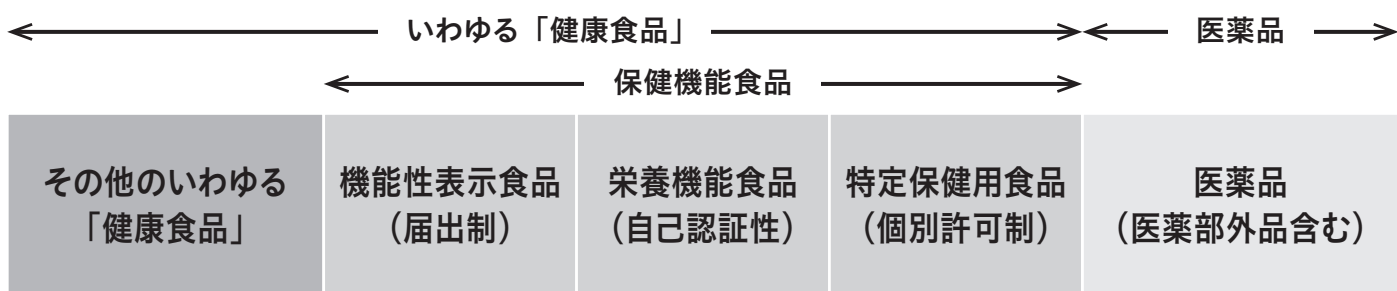 いわゆる「健康食品」 医薬品
保健機能食品
その他のいわゆる
「健康食品」
機能性表示食品
（届出制）
栄養機能食品
（自己認証性）
特定保健用食品
（個別許可制）
医薬品
（医薬部外品含む）